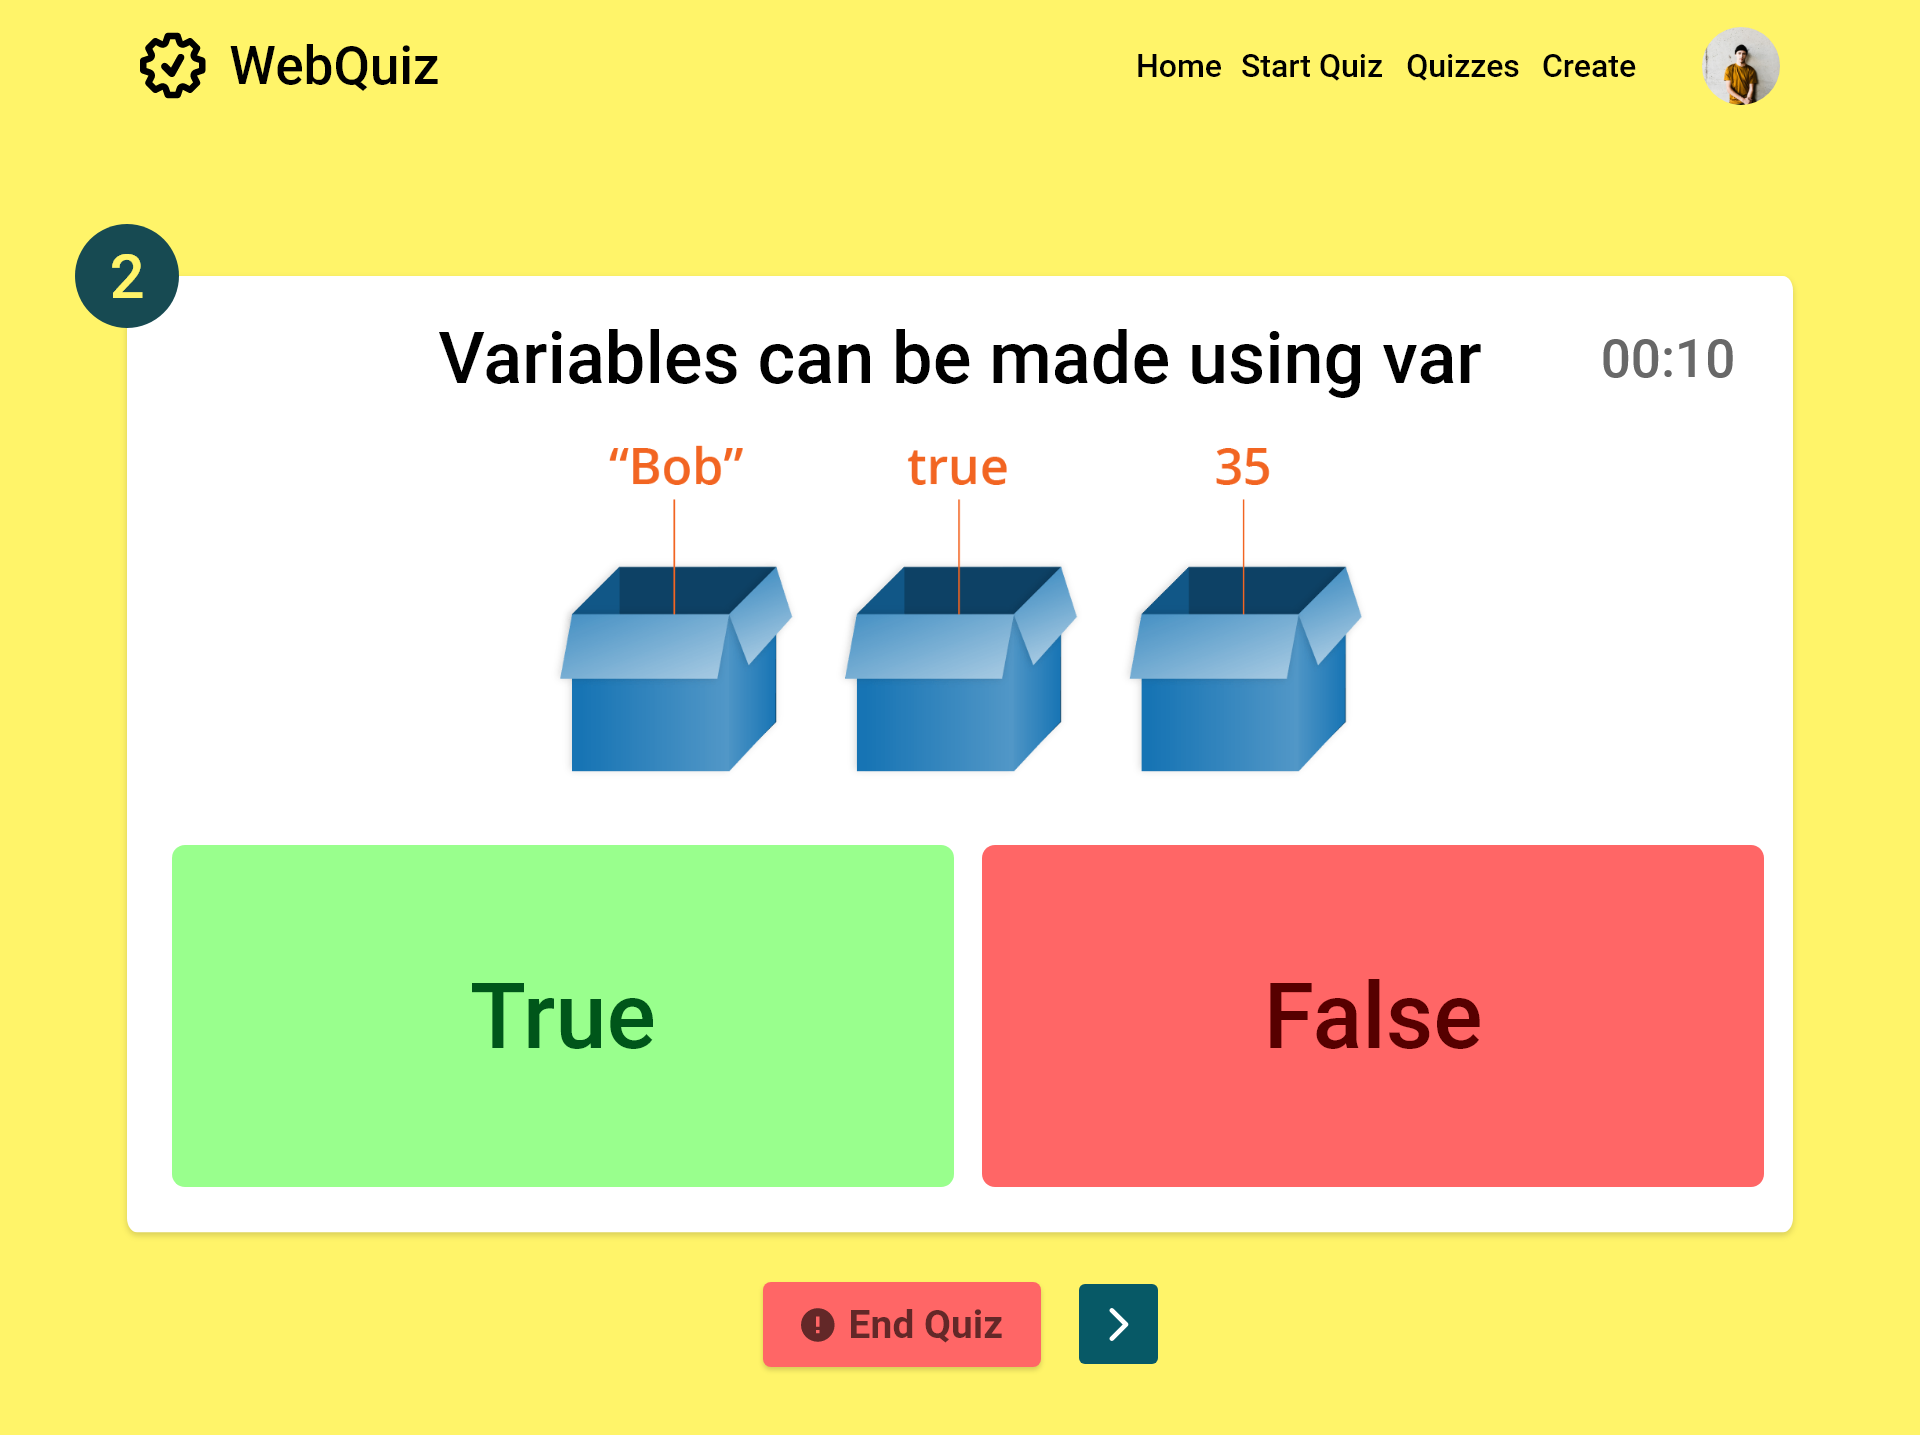 WebQuiz
Home Start Quiz Quizzes Create
2
Variables can be made using var
00:10
“Bob” true 35
True
False
End Quiz